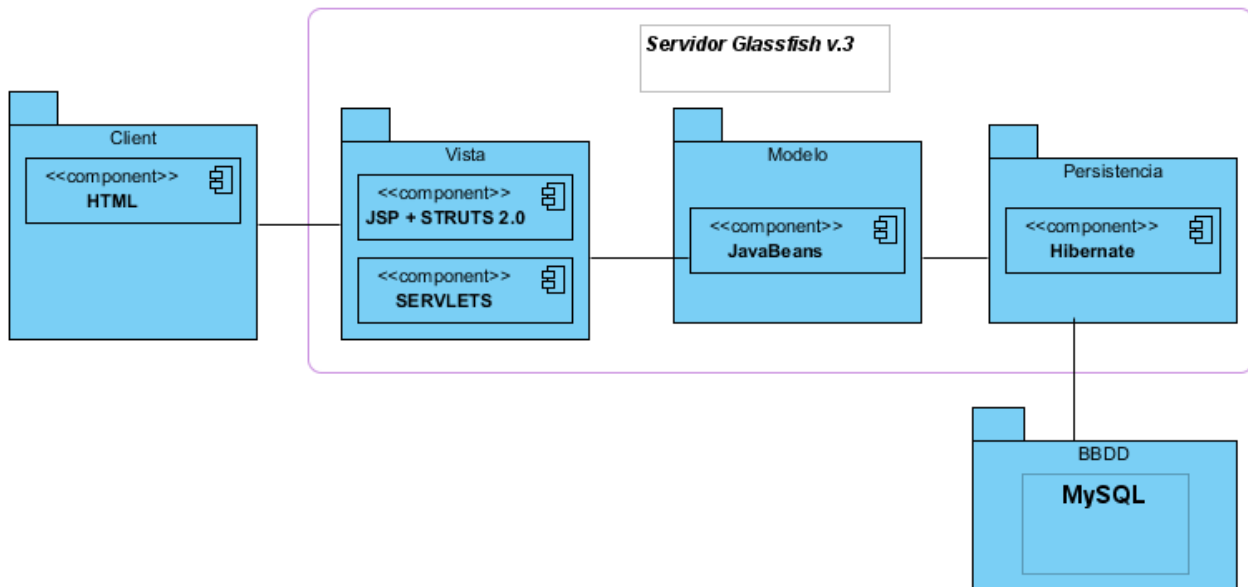 Servidor Glassfish v.3
Client
<<component>>
HTML
Vista
<<component>>
JSP + STRUTS 2.0
<<component>>
SERVLETS
Modelo
<<component>>
JavaBeans
Persistencia
<<component>>
Hibernate
BBDD
MySQL